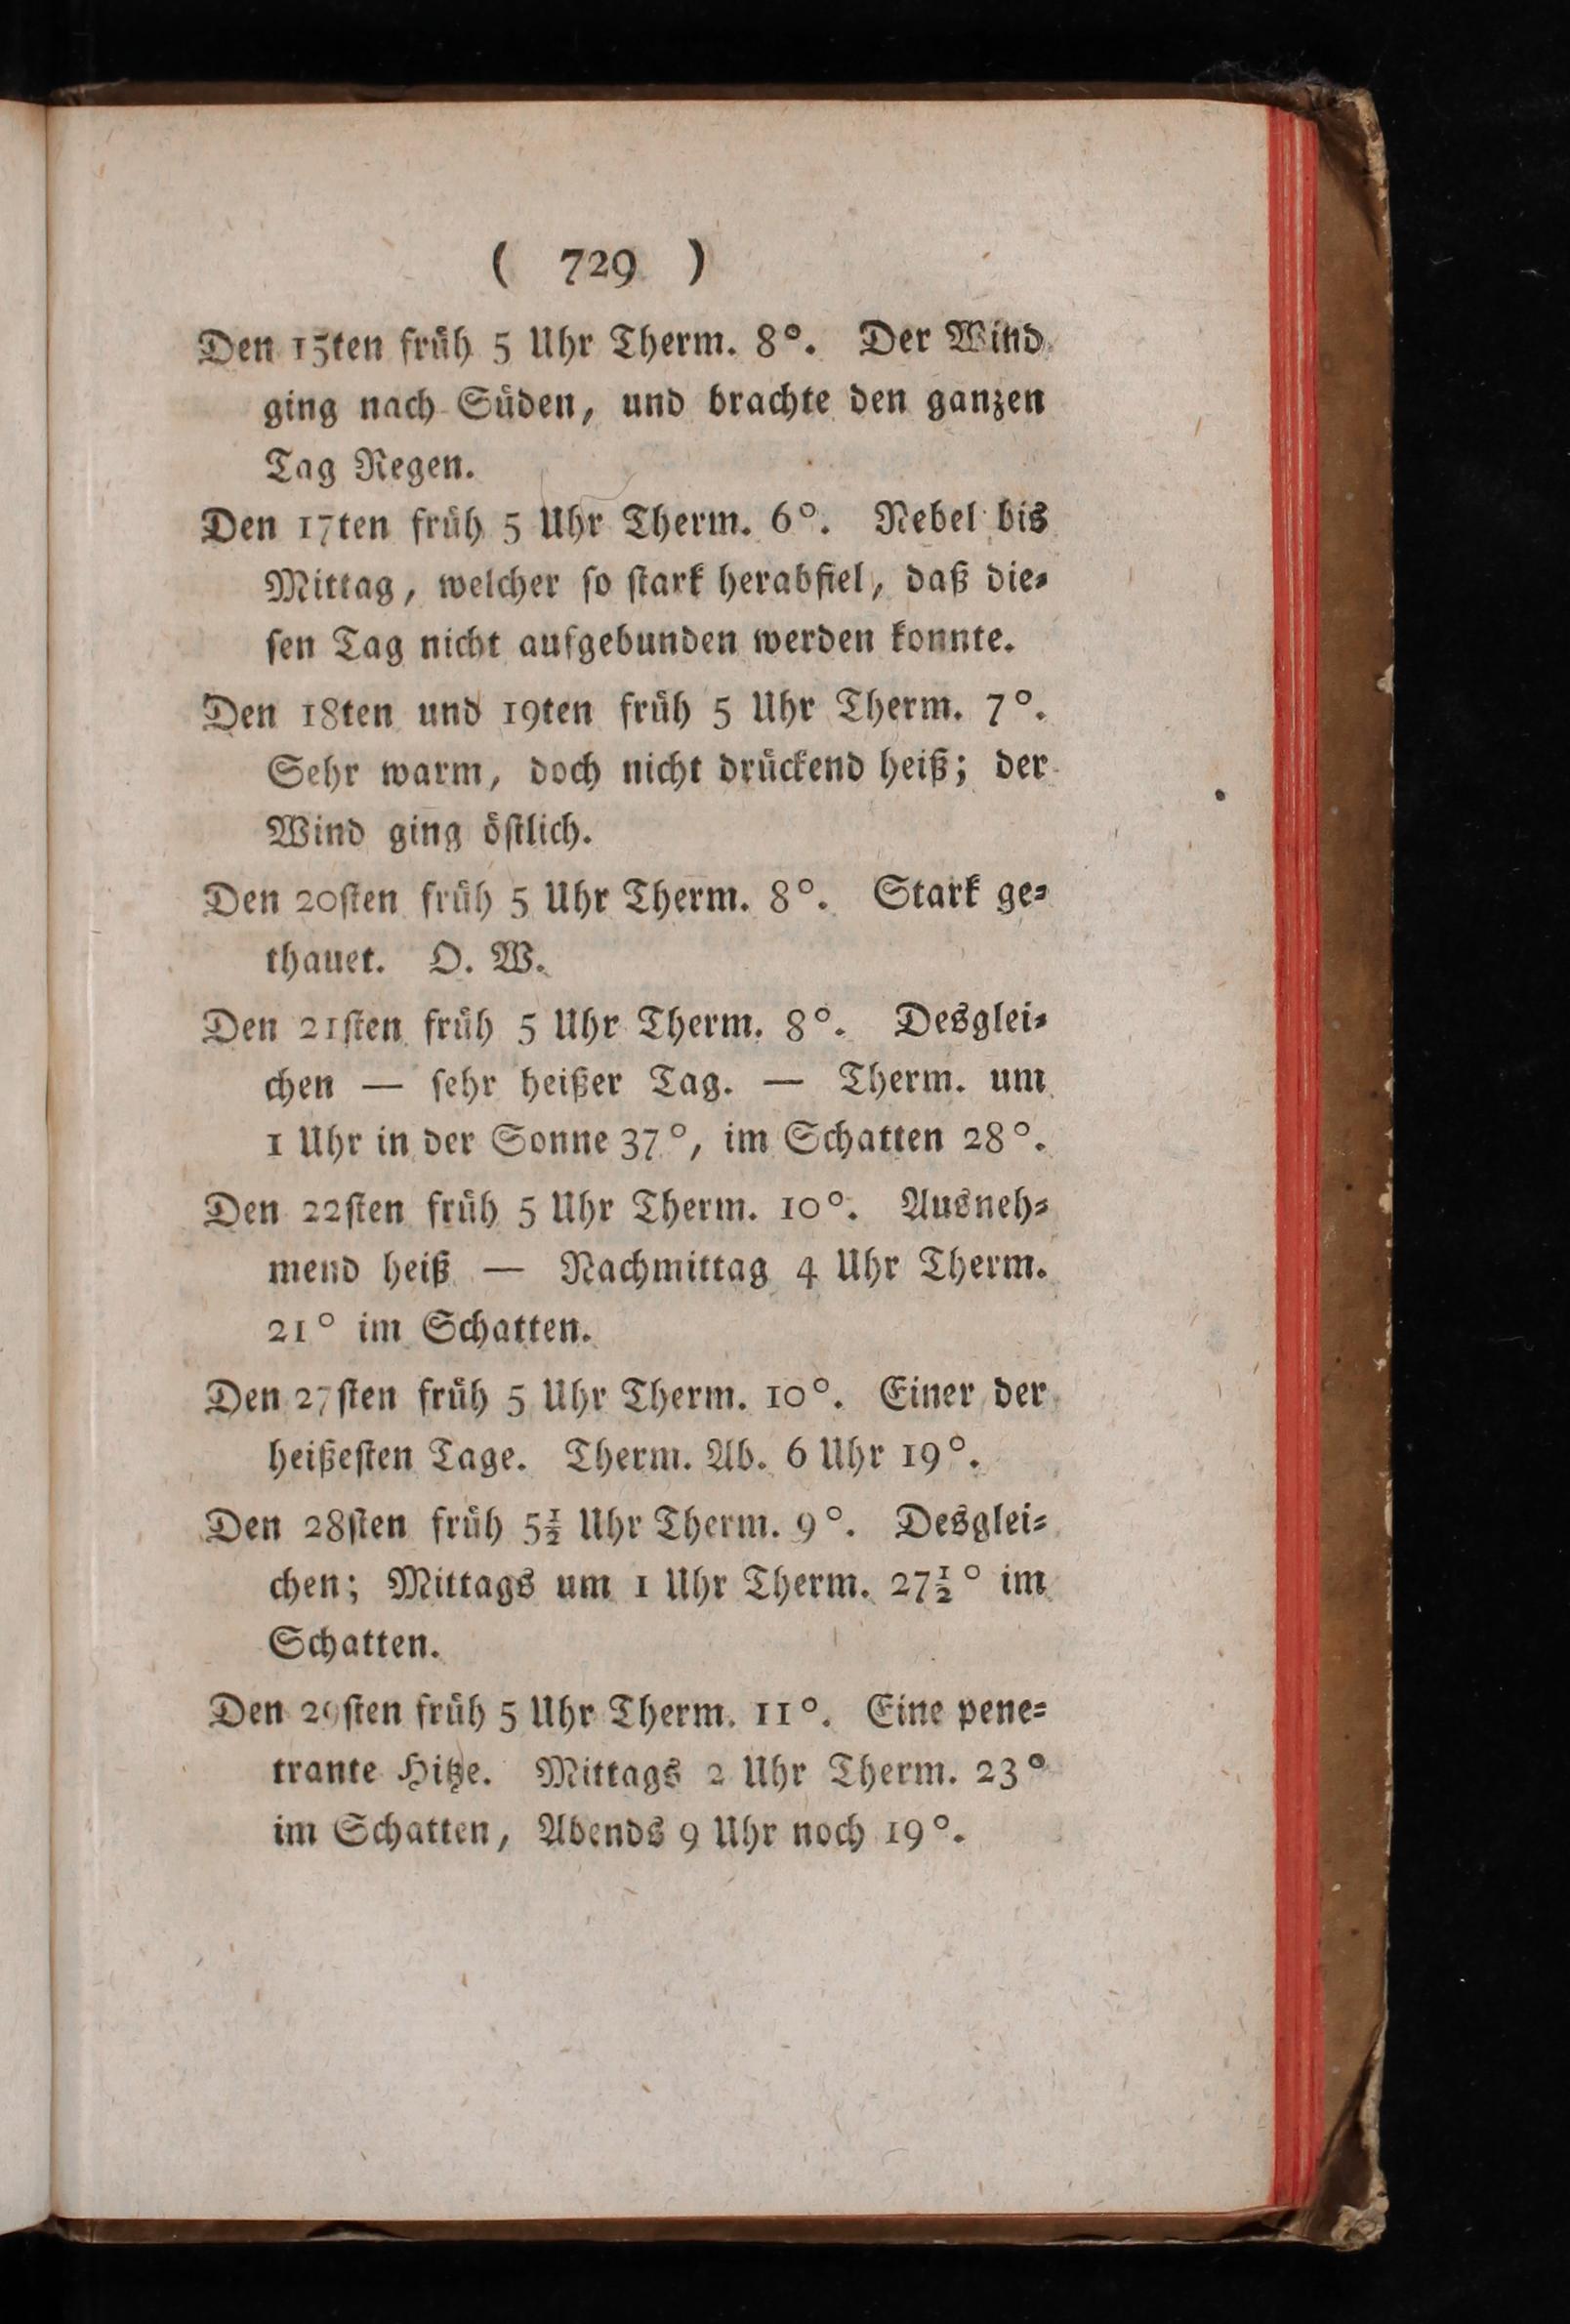 ( 729 )
Den 15ten früh 5 Uhr Therm. 8°. Der Wind
ging nach Süden, und brachte den ganzen
Tag Regen.
Den 17ten früh 5 Uhr Therm. 6°. Nebel bis
Mittag, welcher ſo ſtark herabfiel, daß die⸗
ſen Tag nicht aufgebunden werden konnte.
Den 18ten und 19ten früh 5 Uhr Therm. 7°.
Sehr warm, doch nicht drückend heiß; der
Wind ging öſtlich.
Den 20ſten früh 5 Uhr Therm. 8°. Stark ge⸗
thauet. O. W.
Den 21ſten früh 5 Uhr Therm. 8°. Desglei⸗
chen — ſehr heißer Tag. — Therm. um
1 Uhr in der Sonne 37°, im Schatten 28°.
Den 22ſten früh 5 Uhr Therm. 10°. Ausneh⸗
mend heiß — Nachmittag 4 Uhr Therm.
21° im Schatten.
Den 27ſten früh 5 Uhr Therm. 10°. Einer der
heißeſten Tage. Therm. Ab. 6 Uhr 19°.
Den 28ſten früh 5½ Uhr Therm. 9°. Desglei⸗
chen; Mittags um 1 Uhr Therm. 27½° im
Schatten.
Den 29ſten früh 5 Uhr Therm. 11°. Eine pene⸗
trante Hitze. Mittags 2 Uhr Therm. 23°
im Schatten, Abends 9 Uhr noch 19°.